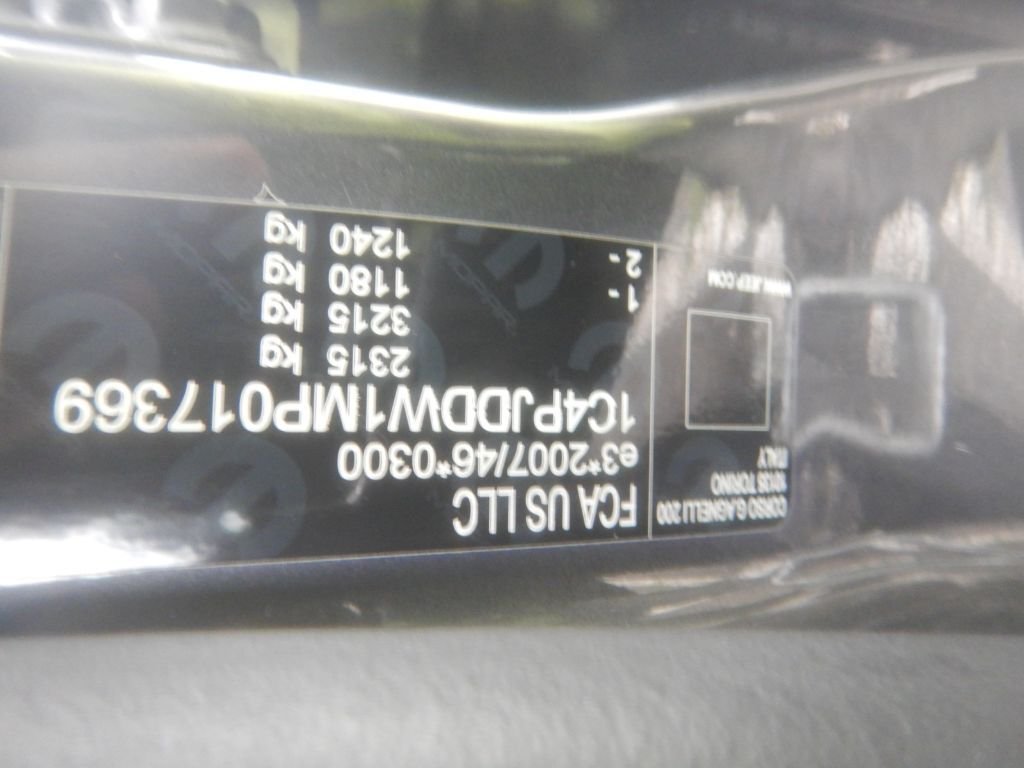 CORSO G.AGNELLI 200
10135 TORINO
ITALY
WWW.JEEP.COM
FCA US LLC
e3*2007/46*0300
1C4PJDDW1MP017369
2315 kg
3215 kg
1 - 1180 kg
2 - 1240 kg